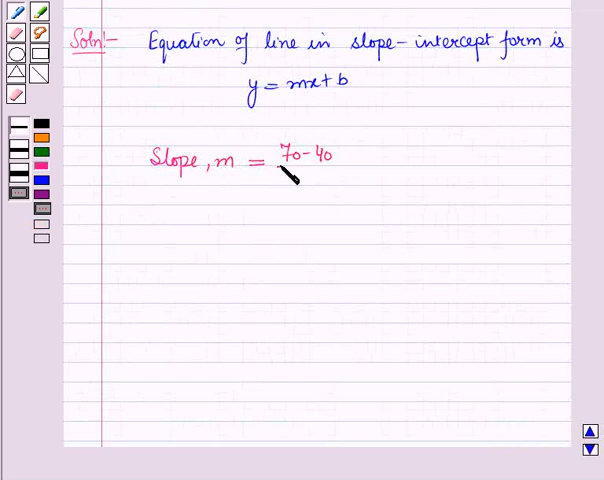 Soln:- Equation of line in slope-intercept form is
y = mx + b
Slope, m = 70-40